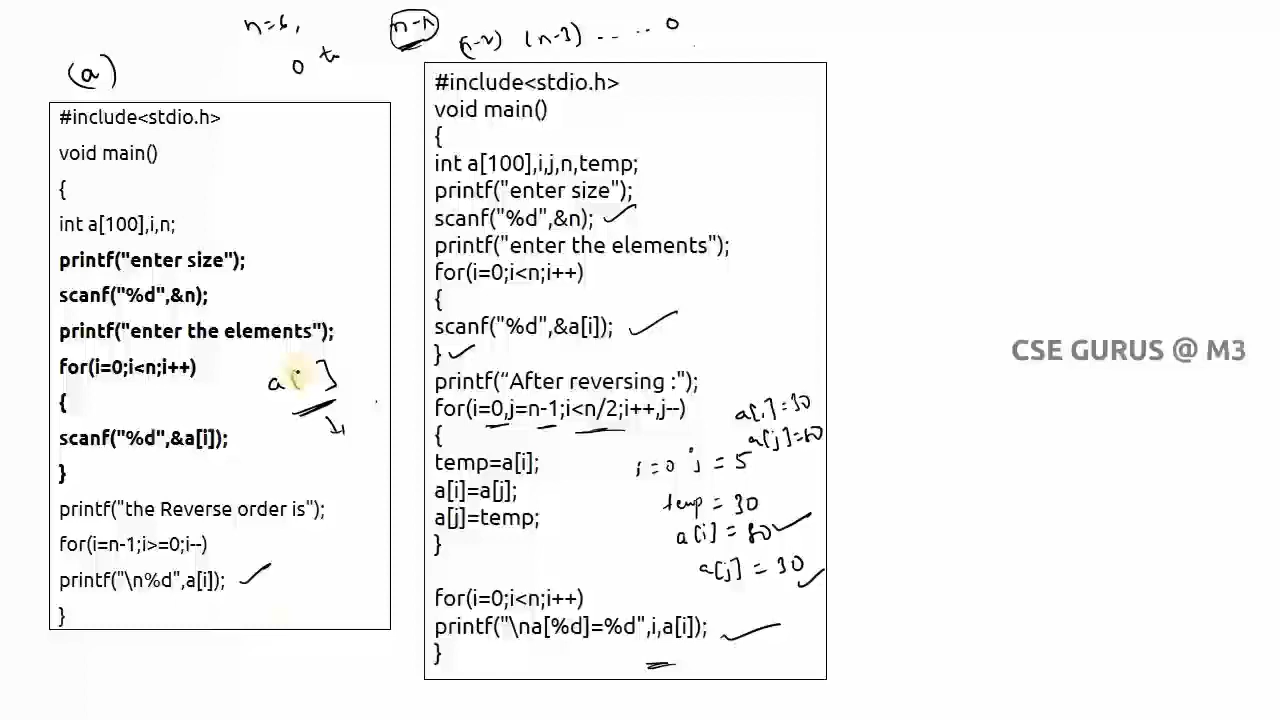 n=6,
0 to
n-1
(n-2) (n-3) -- .. .. 0
(a)
#include<stdio.h>
void main()
{
int a[100],i,n;
printf("enter size");
scanf("%d",&n);
printf("enter the elements");
for(i=0;i<n;i++)
{
scanf("%d",&a[i]);
}
printf("the Reverse order is");
for(i=n-1;i>=0;i--)
printf("\n%d",a[i]);
}
#include<stdio.h>
void main()
{
int a[100],i,j,n,temp;
printf("enter size");
scanf("%d",&n);
printf("enter the elements");
for(i=0;i<n;i++)
{
scanf("%d",&a[i]);
}
printf(“After reversing :");
for(i=0,j=n-1;i<n/2;i++,j--)
{
temp=a[i];
a[i]=a[j];
a[j]=temp;
}
for(i=0;i<n;i++)
printf("\na[%d]=%d",i,a[i]);
}
a[i]=30
i=0 j=5
temp = 30
a[i] = 80
a[j] = 30
CSE GURUS @ M3